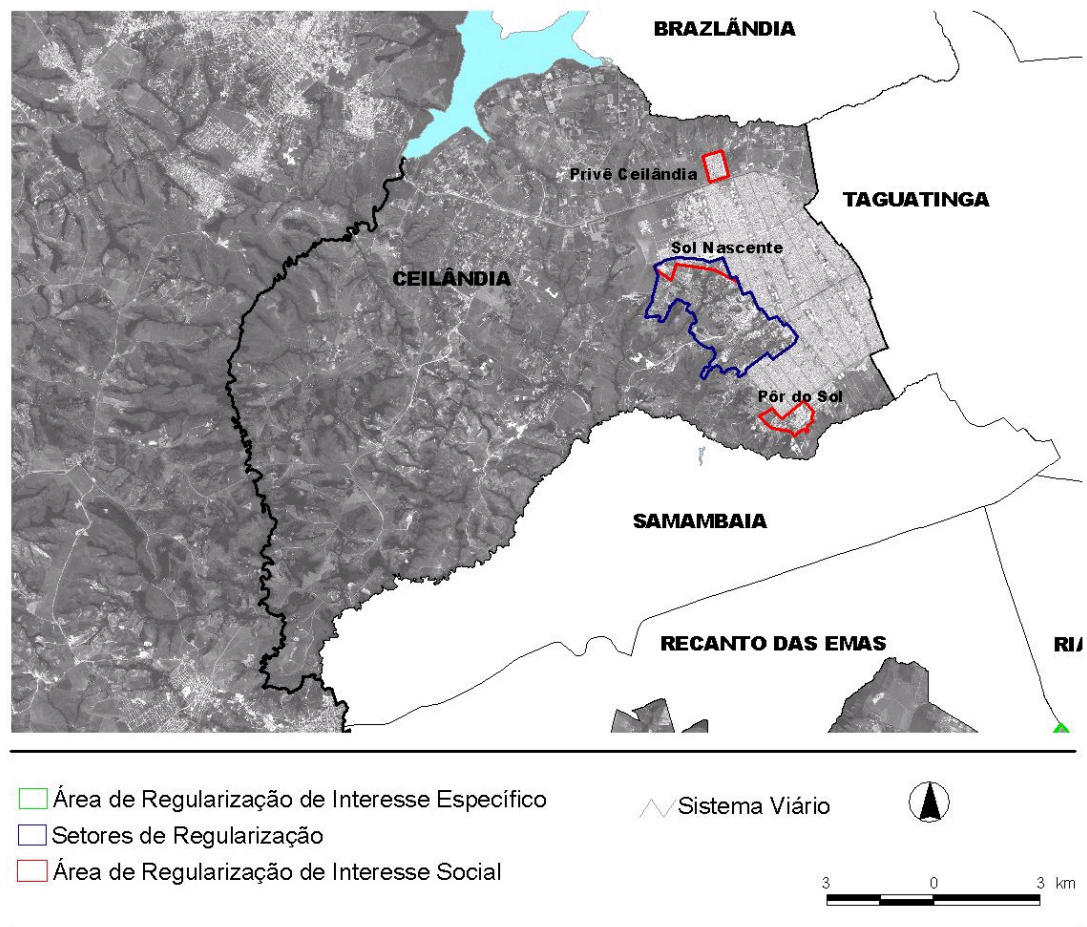 BRAZLÂNDIA
Privê Ceilândia
TAGUATINGA
Sol Nascente
CEILÂNDIA
Pôr do Sol
SAMAMBAIA
RECANTO DAS EMAS
RIA
Área de Regularização de Interesse Específico
Sistema Viário
Setores de Regularização
Área de Regularização de Interesse Social
3 0 3 km